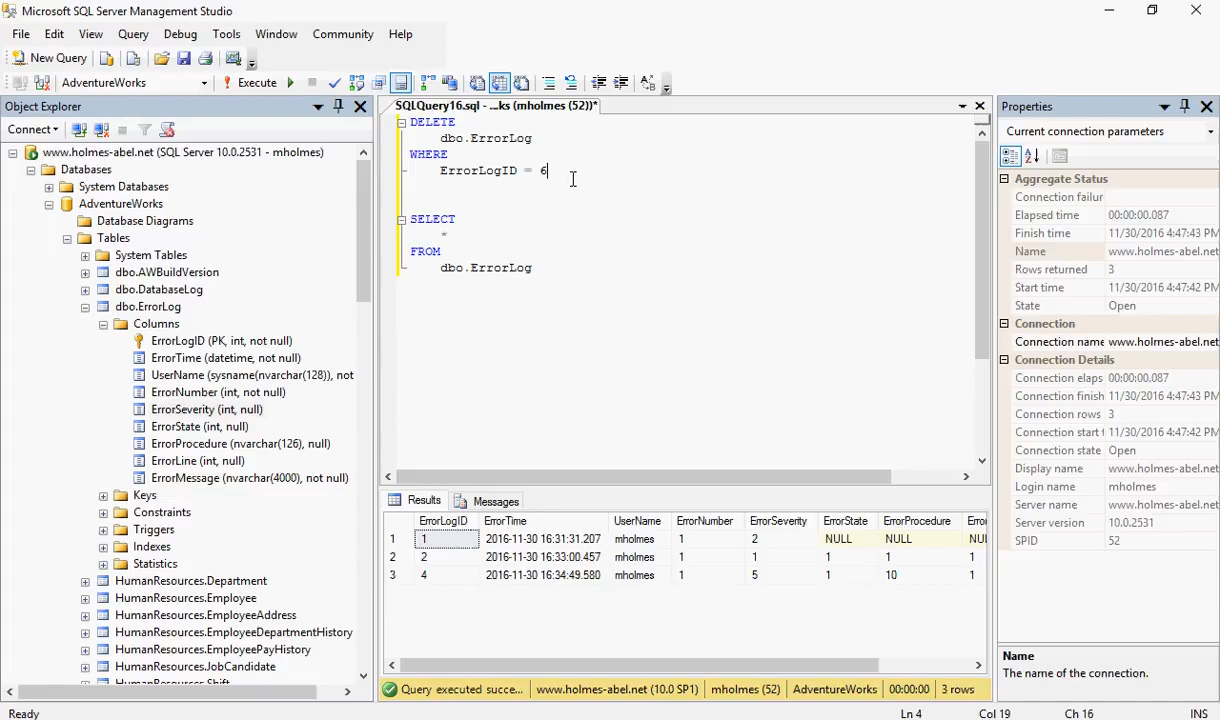 Microsoft SQL Server Management Studio
File Edit View Query Debug Tools Window Community Help
New Query
AdventureWorks Execute
Object Explorer
Connect
www.holmes-abel.net (SQL Server 10.0.2531 - mholmes)
Databases
System Databases
AdventureWorks
Database Diagrams
Tables
System Tables
dbo.AWBuildVersion
dbo.DatabaseLog
dbo.ErrorLog
Columns
ErrorLogID (PK, int, not null)
ErrorTime (datetime, not null)
UserName (sysname(nvarchar(128)), not
ErrorNumber (int, not null)
ErrorSeverity (int, null)
ErrorState (int, null)
ErrorProcedure (nvarchar(126), null)
ErrorLine (int, null)
ErrorMessage (nvarchar(4000), not null)
Keys
Constraints
Triggers
Indexes
Statistics
HumanResources.Department
HumanResources.Employee
HumanResources.EmployeeAddress
HumanResources.EmployeeDepartmentHistory
HumanResources.EmployeePayHistory
HumanResources.JobCandidate
HumanResources.Shift
SQLQuery16.sql - ...ks (mholmes (52))*
DELETE
dbo.ErrorLog
WHERE
ErrorLogID = 6
SELECT
*
FROM
dbo.ErrorLog
Results Messages
ErrorLogID ErrorTime UserName ErrorNumber ErrorSeverity ErrorState ErrorProcedure Error
1 1 2016-11-30 16:31:31.207 mholmes 1 2 NULL NULL NUL
2 2 2016-11-30 16:33:00.457 mholmes 1 1 1 1 1
3 4 2016-11-30 16:34:49.580 mholmes 1 5 1 10 1
Query executed succe... www.holmes-abel.net (10.0 SP1) mholmes (52) AdventureWorks 00:00:00 3 rows
Properties
Current connection parameters
Aggregate Status
Connection failur
Elapsed time 00:00:00.087
Finish time 11/30/2016 4:47:43 PM
Name www.holmes-abel.net
Rows returned 3
Start time 11/30/2016 4:47:42 PM
State Open
Connection
Connection name www.holmes-abel.net
Connection Details
Connection elaps 00:00:00.087
Connection finish 11/30/2016 4:47:43 PM
Connection rows 3
Connection start t 11/30/2016 4:47:42 PM
Connection state Open
Display name www.holmes-abel.net
Login name mholmes
Server name www.holmes-abel.net
Server version 10.0.2531
SPID 52
Name
The name of the connection.
Ready Ln 4 Col 19 Ch 16 INS